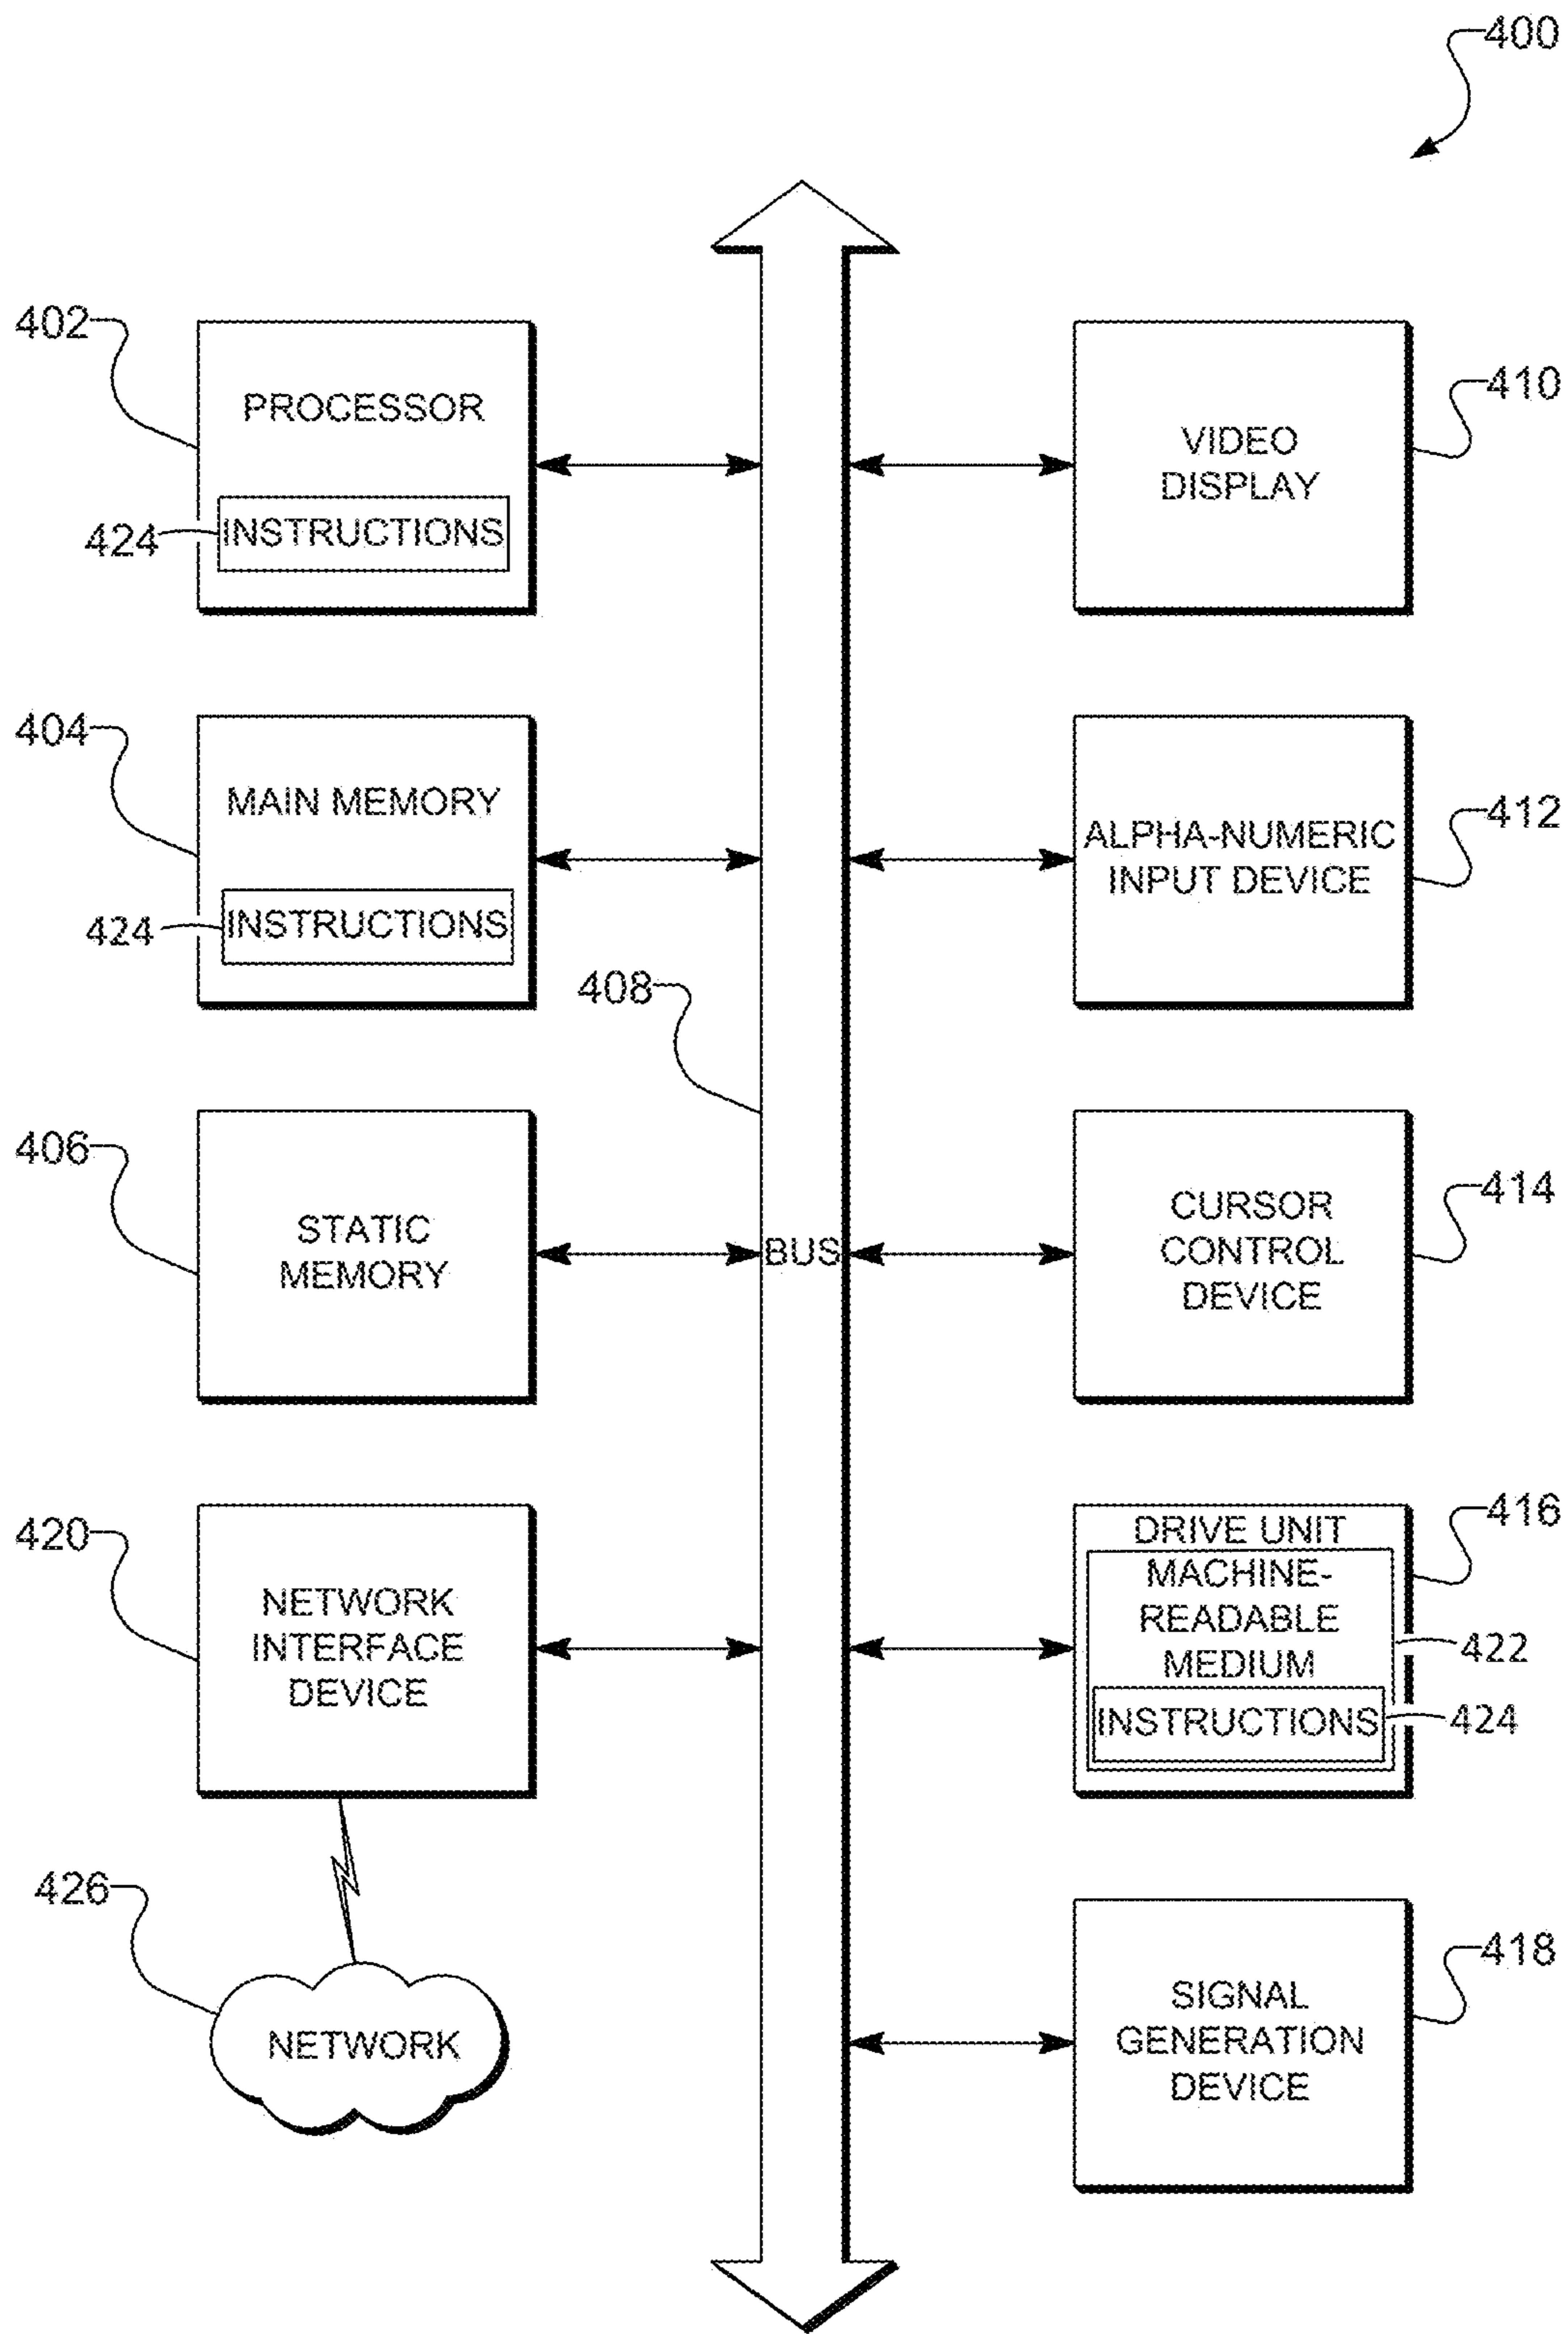 400
402
PROCESSOR
424
INSTRUCTIONS
410
VIDEO
DISPLAY
404
MAIN MEMORY
424
INSTRUCTIONS
412
ALPHA-NUMERIC
INPUT DEVICE
408
BUS
406
STATIC
MEMORY
414
CURSOR
CONTROL
DEVICE
420
NETWORK
INTERFACE
DEVICE
416
DRIVE UNIT
MACHINE-
READABLE
MEDIUM
422
INSTRUCTIONS
424
426
NETWORK
418
SIGNAL
GENERATION
DEVICE